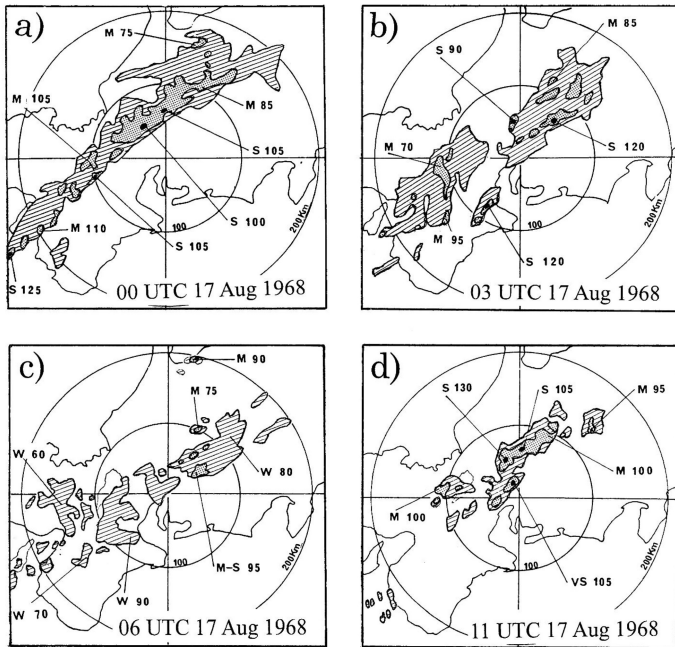 a)
M 75
M 105
M 85
S 105
S 100
M 110
S 105
S 125
100
200Km
00 UTC 17 Aug 1968
b)
M 85
S 90
M 70
S 120
M 95
S 120
100
200Km
03 UTC 17 Aug 1968
c)
M 90
M 75
W 60
W 80
M-S 95
W 70
W 90
100
200Km
06 UTC 17 Aug 1968
d)
S 130
S 105
M 95
M 100
M 100
VS 105
100
200Km
11 UTC 17 Aug 1968